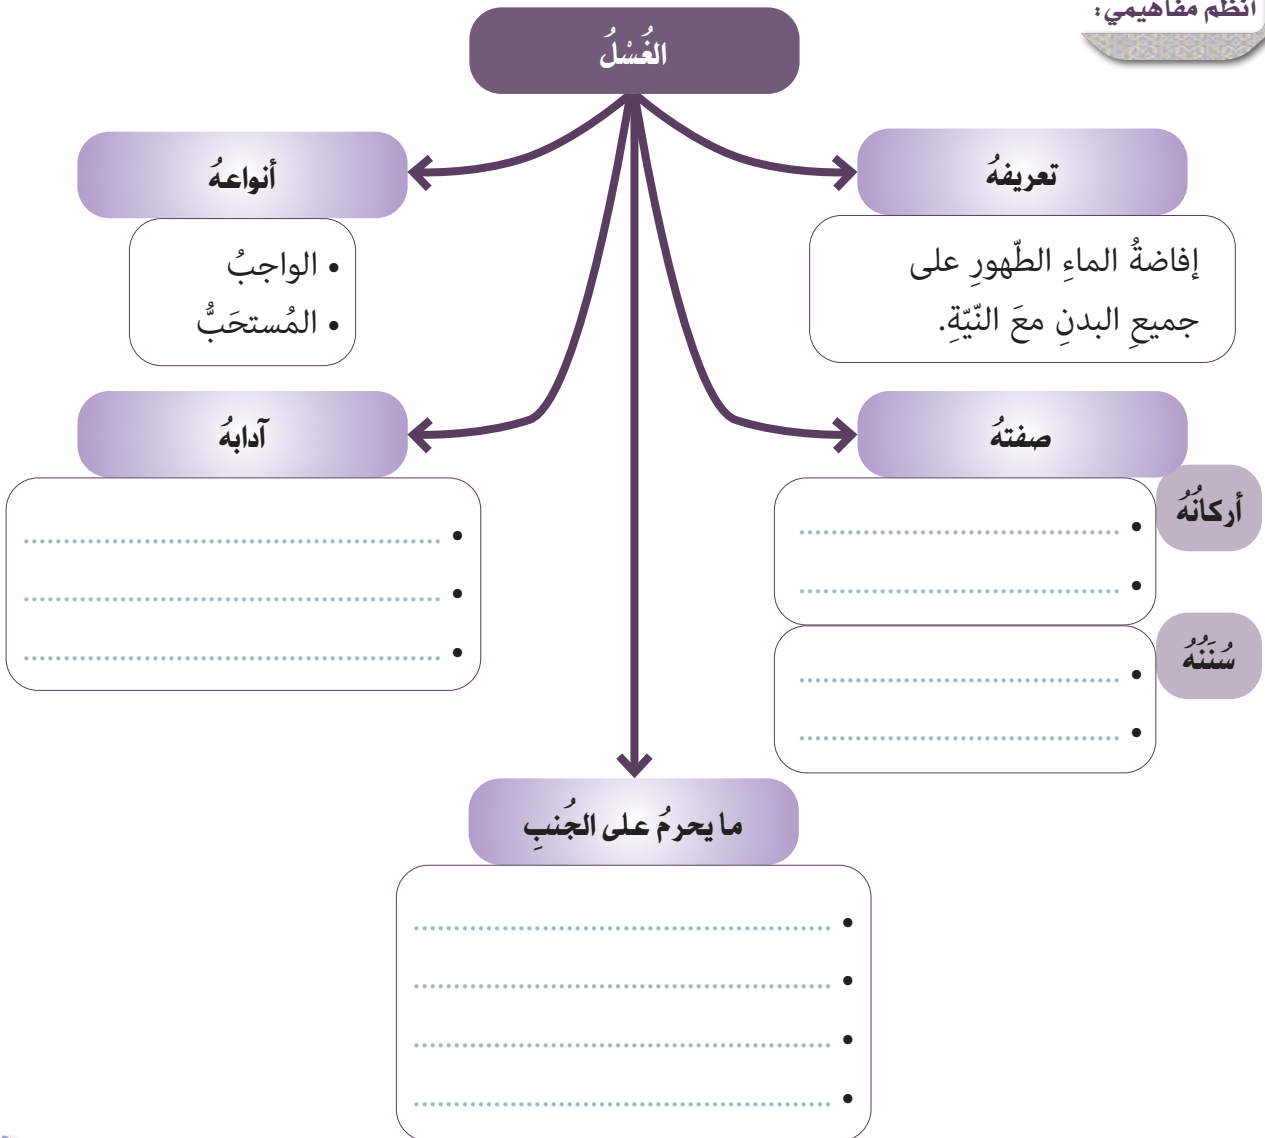 أنظم مفاهيمي:
الغُسْلُ
تعريفهُ
أنواعهُ
إفاضةُ الماءِ الطّهورِ على
جميعِ البدنِ معَ النّيّةِ.
• الواجبُ
• المُستحَبُّ
صفتهُ
آدابهُ
أركانُهُ
• ........................................
• ........................................
سُنَنُهُ
• ........................................
• ........................................
• ....................................................
• ....................................................
• ....................................................
ما يحرمُ على الجُنبِ
• ....................................................
• ....................................................
• ....................................................
• ....................................................